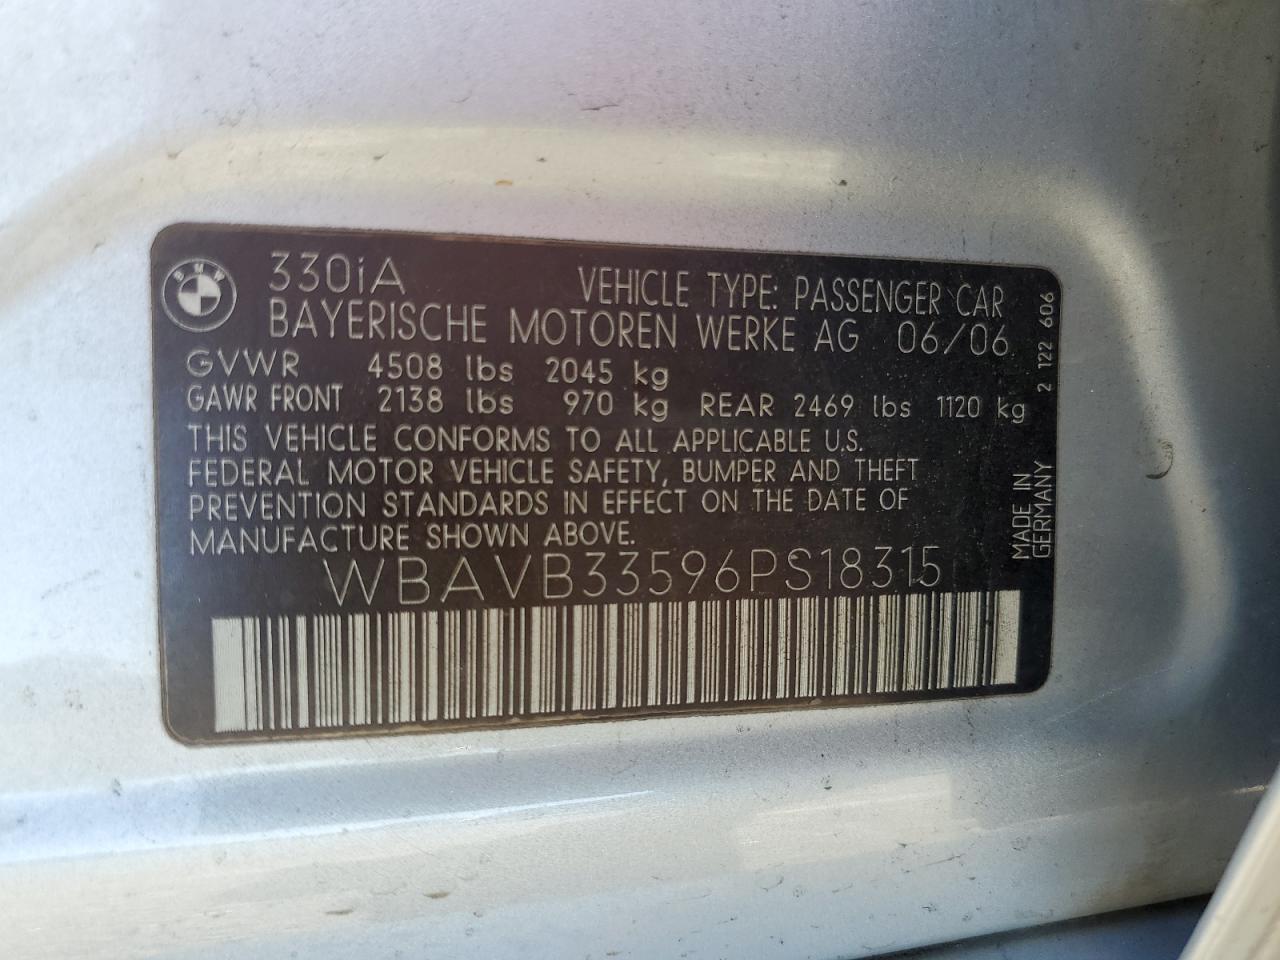 BMW
330iA VEHICLE TYPE: PASSENGER CAR
BAYERISCHE MOTOREN WERKE AG 06/06
GVWR 4508 lbs 2045 kg
GAWR FRONT 2138 lbs 970 kg REAR 2469 lbs 1120 kg
THIS VEHICLE CONFORMS TO ALL APPLICABLE U.S.
FEDERAL MOTOR VEHICLE SAFETY, BUMPER AND THEFT
PREVENTION STANDARDS IN EFFECT ON THE DATE OF
MANUFACTURE SHOWN ABOVE.
WBAVB33596PS18315
2 122 606
MADE IN
GERMANY